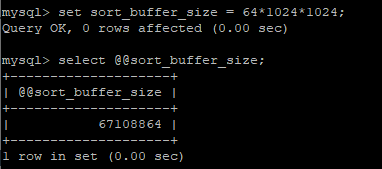 mysql> set sort_buffer_size = 64*1024*1024;
Query OK, 0 rows affected (0.00 sec)
mysql> select @@sort_buffer_size;
+--------------------+
| @@sort_buffer_size |
+--------------------+
|           67108864 |
+--------------------+
1 row in set (0.00 sec)